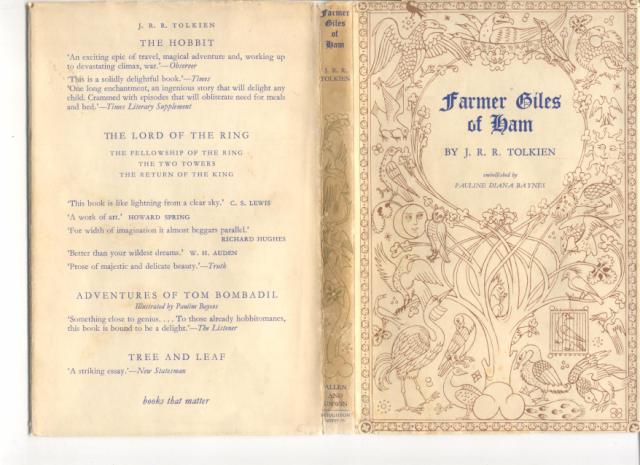 J. R. R. TOLKIEN
THE HOBBIT
'An exciting epic of travel, magical adventure and, working up
to devastating climax, war.'—Observer
'This is a solidly delightful book.'—Times
'One long enchantment, an ingenious story that will delight any
child. Crammed with episodes that will obliterate need for meals
and bed.'—Times Literary Supplement
THE LORD OF THE RING
THE FELLOWSHIP OF THE RING
THE TWO TOWERS
THE RETURN OF THE KING
'This book is like lightning from a clear sky.' C. S. LEWIS
'A work of art.' HOWARD SPRING
'For width of imagination it almost beggars parallel.'
RICHARD HUGHES
'Better than your wildest dreams.' W. H. AUDEN
'Prose of majestic and delicate beauty.'—Truth
ADVENTURES OF TOM BOMBADIL
Illustrated by Pauline Baynes
'Something close to genius. . . . To those already hobbitomanes,
this book is bound to be a delight.'—The Listener
TREE AND LEAF
'A striking essay.'—New Statesman
books that matter
Farmer
Giles
of
Ham
J. R. R.
TOLKIEN
ALLEN
AND
UNWIN
HOUGHTON
Farmer Giles
of Ham
BY J. R. R. TOLKIEN
embellished by
PAULINE DIANA BAYNES